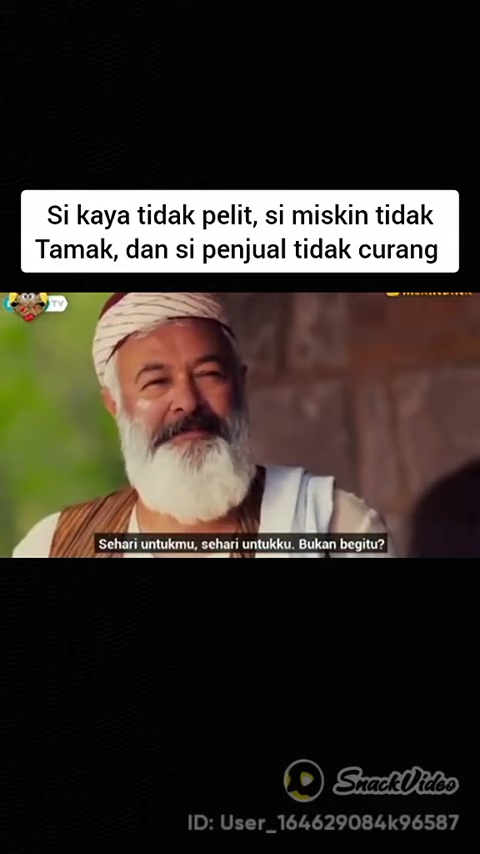 Si kaya tidak pelit, si miskin tidak
Tamak, dan si penjual tidak curang
TV
Sehari untukmu, sehari untukku. Bukan begitu?
SnackVideo
ID: User_164629084k96587